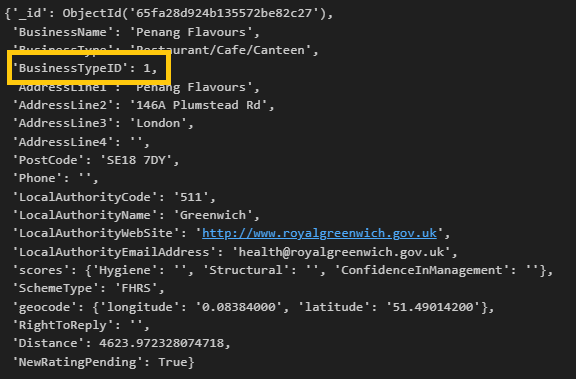 {'_id': ObjectId('65fa28d924b135572be82c27'),
'BusinessName': 'Penang Flavours',
'BusinessType': 'Restaurant/Cafe/Canteen',
'BusinessTypeID': 1,
'AddressLine1': 'Penang Flavours',
'AddressLine2': '146A Plumstead Rd',
'AddressLine3': 'London',
'AddressLine4': '',
'PostCode': 'SE18 7DY',
'Phone': '',
'LocalAuthorityCode': '511',
'LocalAuthorityName': 'Greenwich',
'LocalAuthorityWebSite': 'http://www.royalgreenwich.gov.uk',
'LocalAuthorityEmailAddress': 'health@royalgreenwich.gov.uk',
'scores': {'Hygiene': '', 'Structural': '', 'ConfidenceInManagement': ''},
'SchemeType': 'FHRS',
'geocode': {'longitude': '0.08384000', 'latitude': '51.49014200'},
'RightToReply': '',
'Distance': 4623.972328074718,
'NewRatingPending': True}